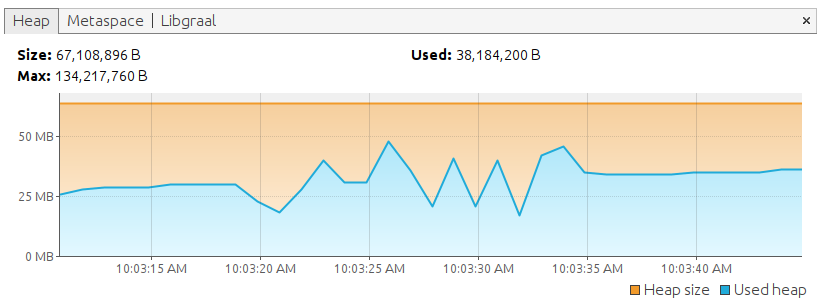 Heap Metaspace | Libgraal ×
Size: 67,108,896 B Used: 38,184,200 B
Max: 134,217,760 B
50 MB
25 MB
0 MB
10:03:15 AM 10:03:20 AM 10:03:25 AM 10:03:30 AM 10:03:35 AM 10:03:40 AM
Heap size Used heap